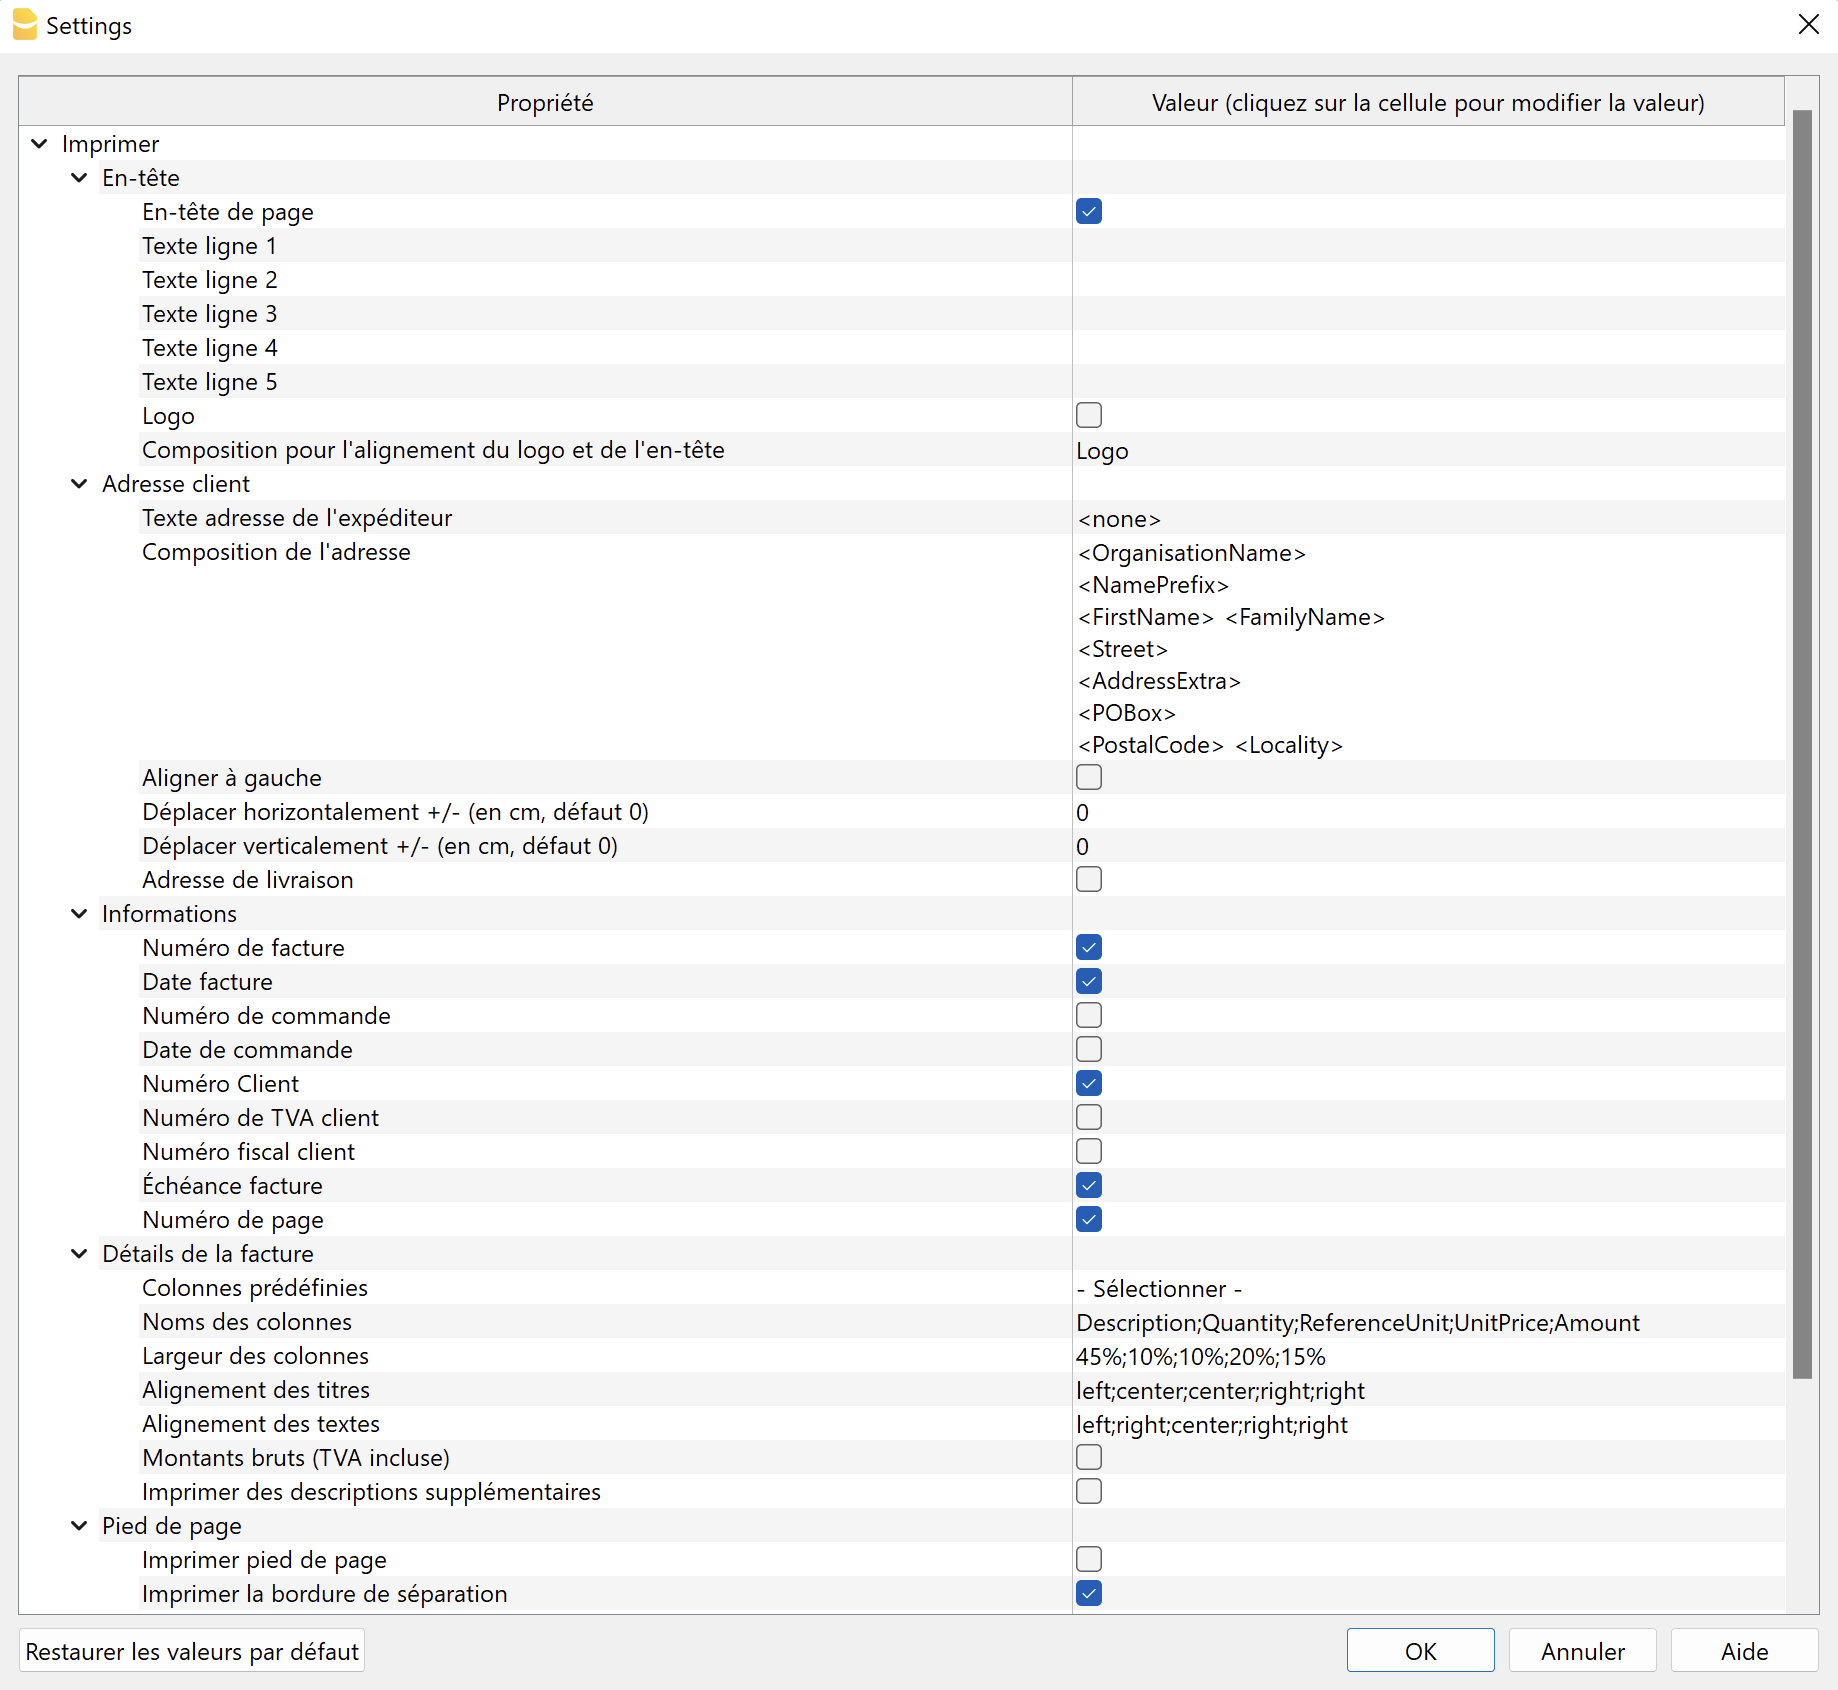 Settings
Propriété
Valeur (cliquez sur la cellule pour modifier la valeur)
Imprimer
En-tête
En-tête de page
Texte ligne 1
Texte ligne 2
Texte ligne 3
Texte ligne 4
Texte ligne 5
Logo
Composition pour l'alignement du logo et de l'en-tête
Logo
Adresse client
Texte adresse de l'expéditeur
<none>
Composition de l'adresse
<OrganisationName>
<NamePrefix>
<FirstName> <FamilyName>
<Street>
<AddressExtra>
<POBox>
<PostalCode> <Locality>
Aligner à gauche
Déplacer horizontalement +/- (en cm, défaut 0)
0
Déplacer verticalement +/- (en cm, défaut 0)
0
Adresse de livraison
Informations
Numéro de facture
Date facture
Numéro de commande
Date de commande
Numéro Client
Numéro de TVA client
Numéro fiscal client
Échéance facture
Numéro de page
Détails de la facture
Colonnes prédéfinies
- Sélectionner -
Noms des colonnes
Description;Quantity;ReferenceUnit;UnitPrice;Amount
Largeur des colonnes
45%;10%;10%;20%;15%
Alignement des titres
left;center;center;right;right
Alignement des textes
left;right;center;right;right
Montants bruts (TVA incluse)
Imprimer des descriptions supplémentaires
Pied de page
Imprimer pied de page
Imprimer la bordure de séparation
Restaurer les valeurs par défaut
OK
Annuler
Aide